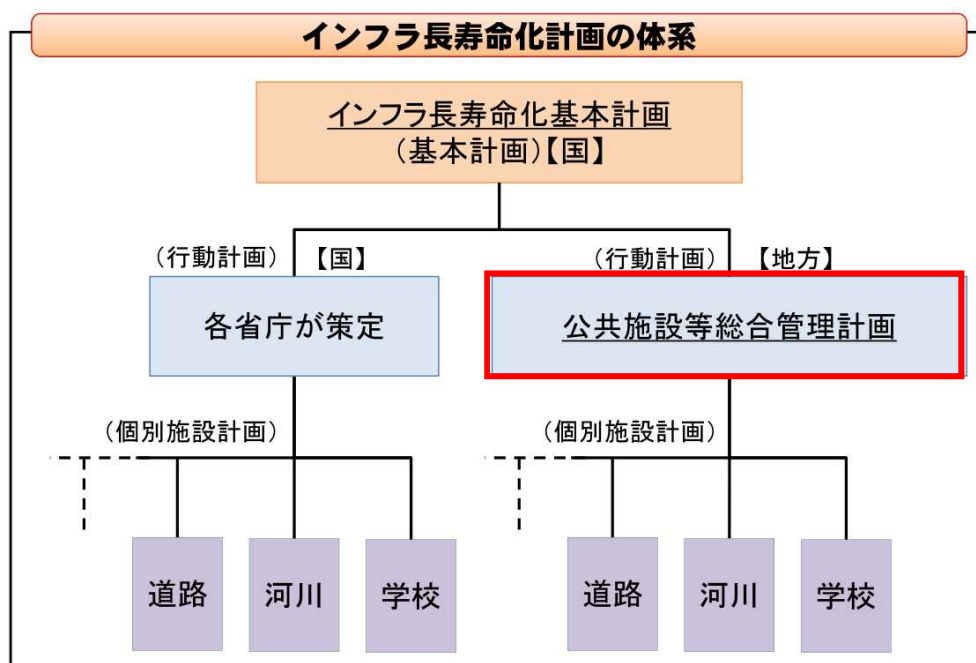 インフラ長寿命化計画の体系
インフラ長寿命化基本計画
(基本計画)【国】
(行動計画) 【国】
(行動計画) 【地方】
各省庁が策定
公共施設等総合管理計画
(個別施設計画)
(個別施設計画)
道路
河川
学校
道路
河川
学校